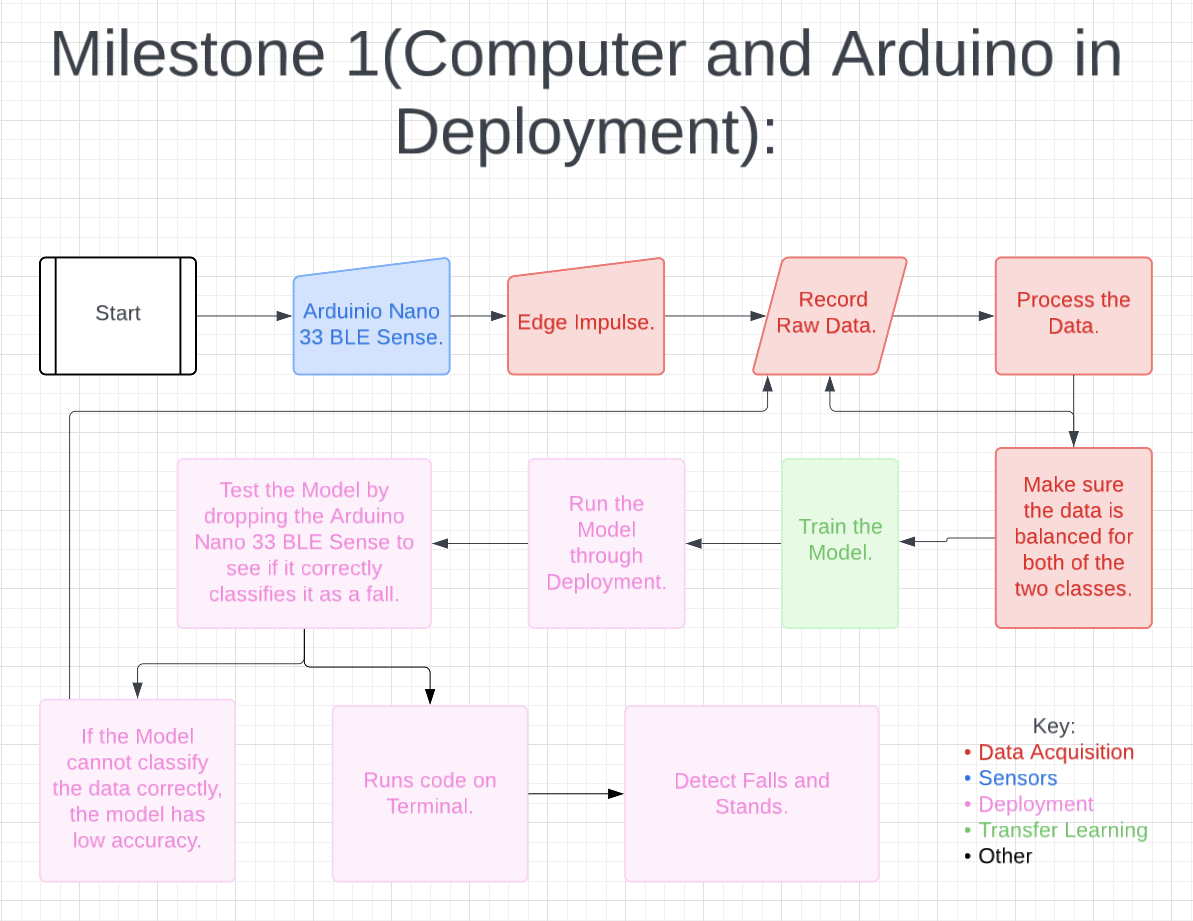 Milestone 1(Computer and Arduino in
Deployment):
Start
Arduinio Nano
33 BLE Sense.
Edge Impulse.
Record
Raw Data.
Process the
Data.
Test the Model by
dropping the Arduino
Nano 33 BLE Sense to
see if it correctly
classifies it as a fall.
Run the
Model
through
Deployment.
Train the
Model.
Make sure
the data is
balanced for
both of the
two classes.
If the Model
cannot classify
the data correctly,
the model has
low accuracy.
Runs code on
Terminal.
Detect Falls and
Stands.
Key:
• Data Acquisition
• Sensors
• Deployment
• Transfer Learning
• Other